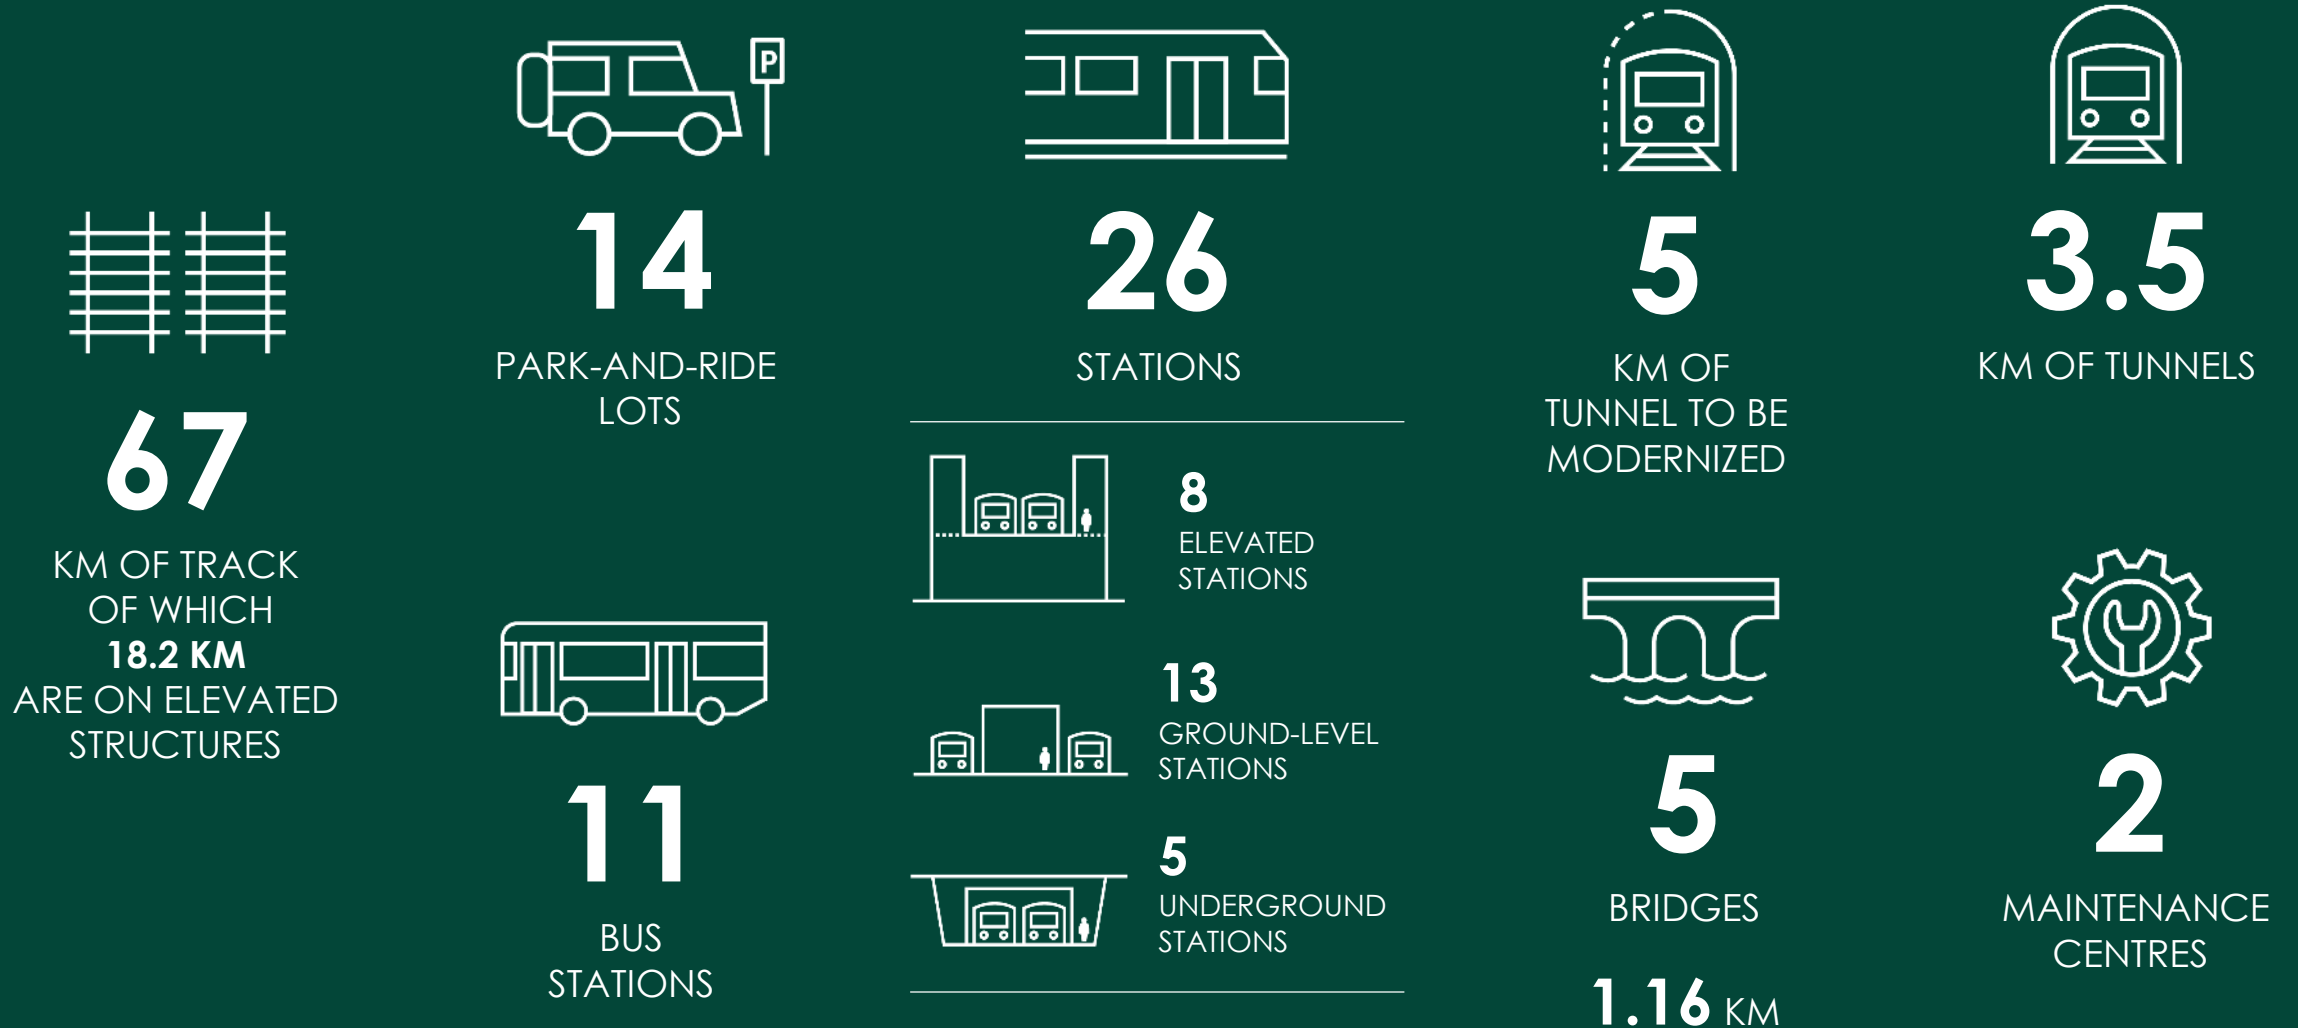 67
KM OF TRACK
OF WHICH
18.2 KM
ARE ON ELEVATED
STRUCTURES
P
14
PARK-AND-RIDE
LOTS
11
BUS
STATIONS
26
STATIONS
8
ELEVATED
STATIONS
13
GROUND-LEVEL
STATIONS
5
UNDERGROUND
STATIONS
5
KM OF
TUNNEL TO BE
MODERNIZED
5
BRIDGES
1.16 KM
3.5
KM OF TUNNELS
2
MAINTENANCE
CENTRES